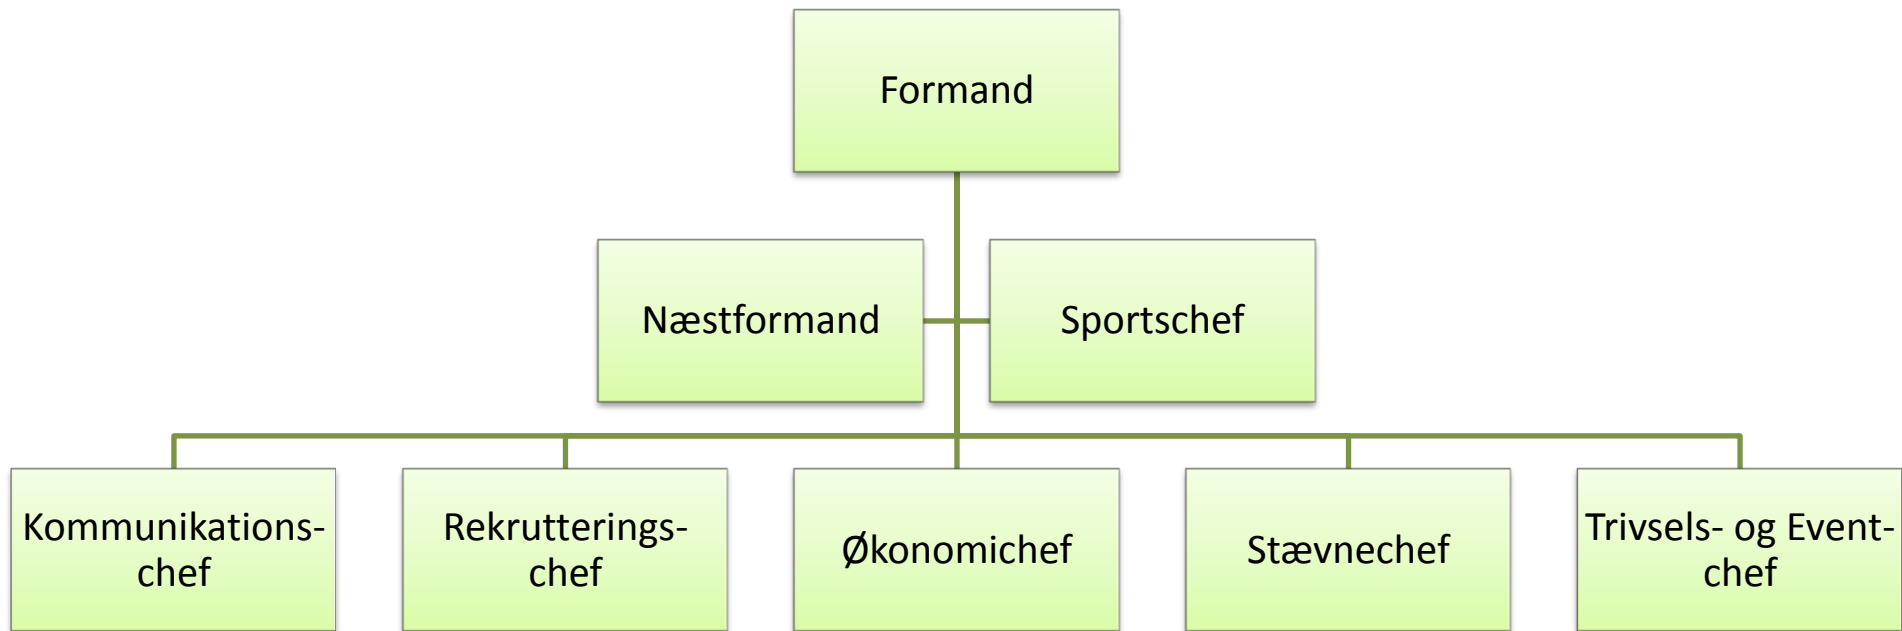 Formand
Næstformand
Sportschef
Kommunikations-
chef
Rekrutterings-
chef
Økonomichef
Stævnechef
Trivsels- og Event-
chef